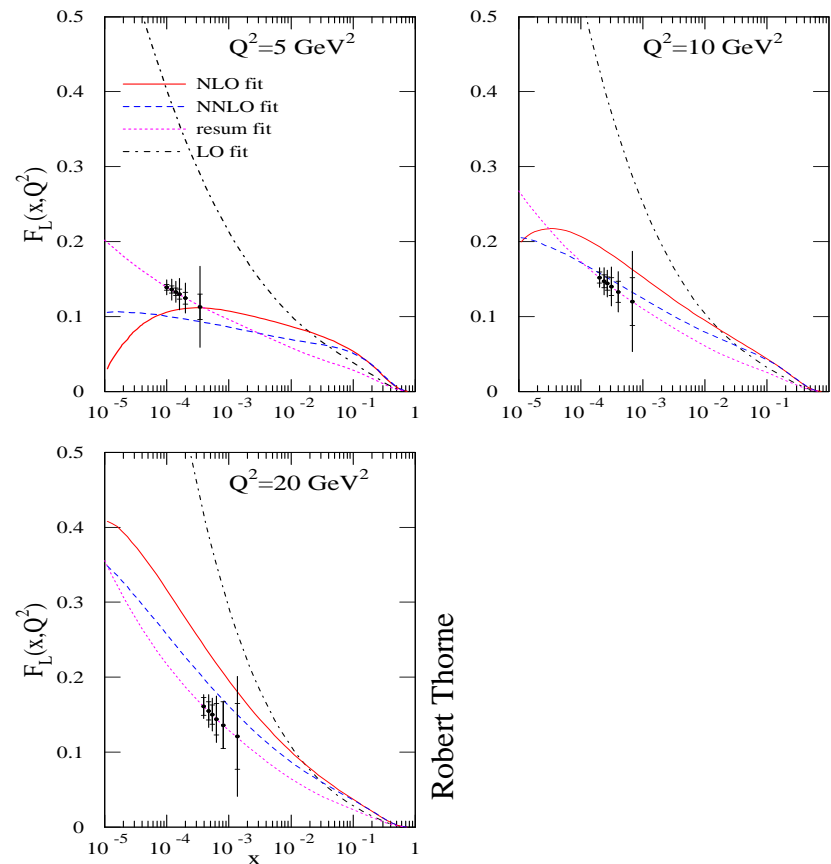 Q²=5 GeV²
NLO fit
NNLO fit
resum fit
LO fit
F_L(x,Q²)
0.5
0.4
0.3
0.2
0.1
0
10⁻⁵ 10⁻⁴ 10⁻³ 10⁻² 10⁻¹ 1
Q²=10 GeV²
0.5
0.4
0.3
0.2
0.1
0
10⁻⁵ 10⁻⁴ 10⁻³ 10⁻² 10⁻¹
Q²=20 GeV²
F_L(x,Q²)
0.5
0.4
0.3
0.2
0.1
0
10⁻⁵ 10⁻⁴ 10⁻³ 10⁻² 10⁻¹ 1
x
Robert Thorne